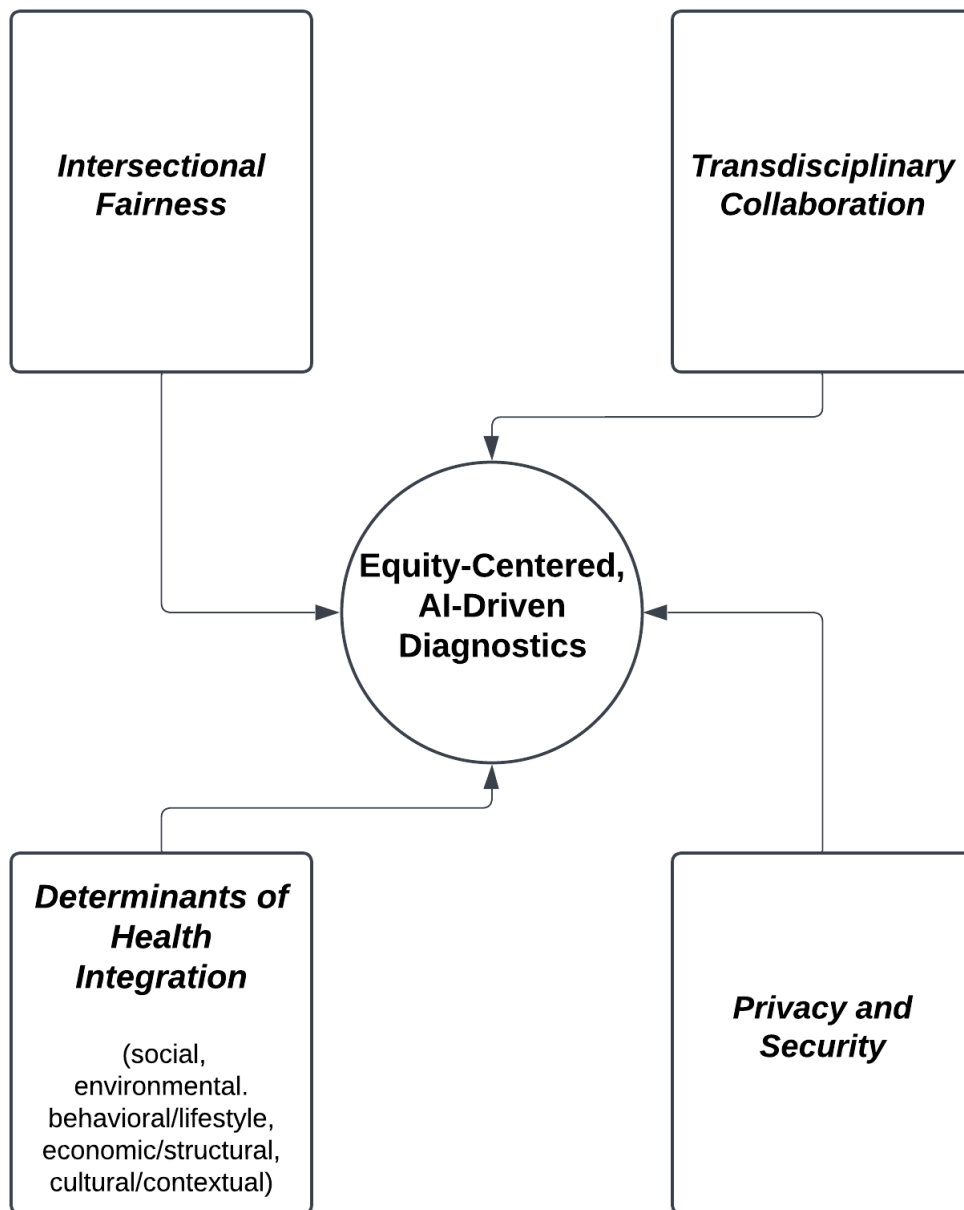 Intersectional
Fairness
Transdisciplinary
Collaboration
Equity-Centered,
AI-Driven
Diagnostics
Determinants of
Health
Integration
(social,
environmental.
behavioral/lifestyle,
economic/structural,
cultural/contextual)
Privacy and
Security